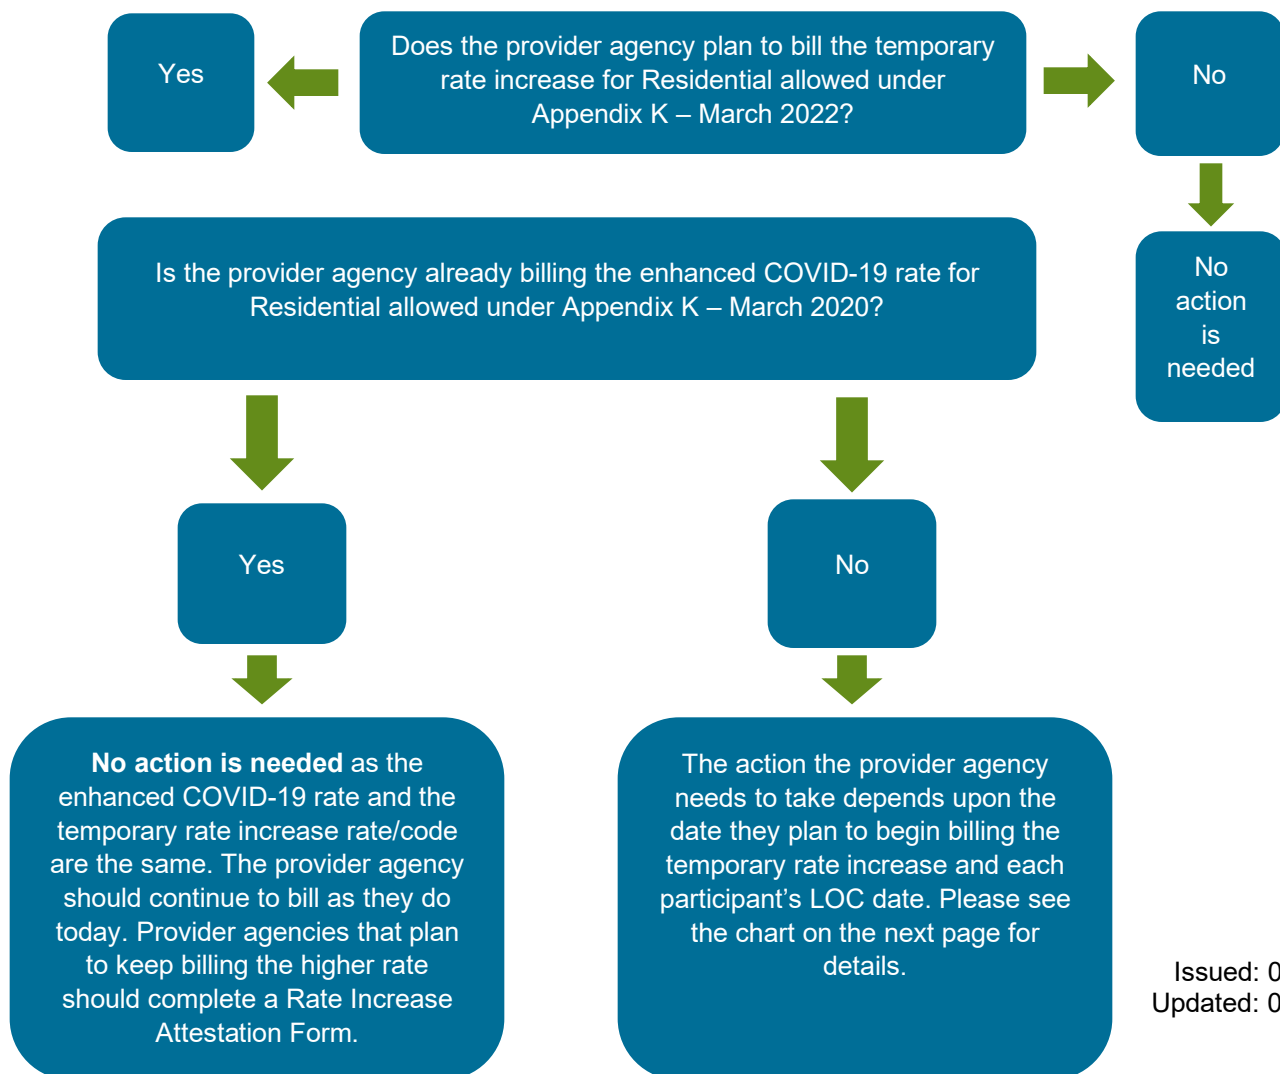 Yes
Does the provider agency plan to bill the temporary
rate increase for Residential allowed under
Appendix K – March 2022?
No
Is the provider agency already billing the enhanced COVID-19 rate for
Residential allowed under Appendix K – March 2020?
No
action
is
needed
Yes
No
No action is needed as the
enhanced COVID-19 rate and the
temporary rate increase rate/code
are the same. The provider agency
should continue to bill as they do
today. Provider agencies that plan
to keep billing the higher rate
should complete a Rate Increase
Attestation Form.
The action the provider agency
needs to take depends upon the
date they plan to begin billing the
temporary rate increase and each
participant’s LOC date. Please see
the chart on the next page for
details.
Issued: 0
Updated: 0